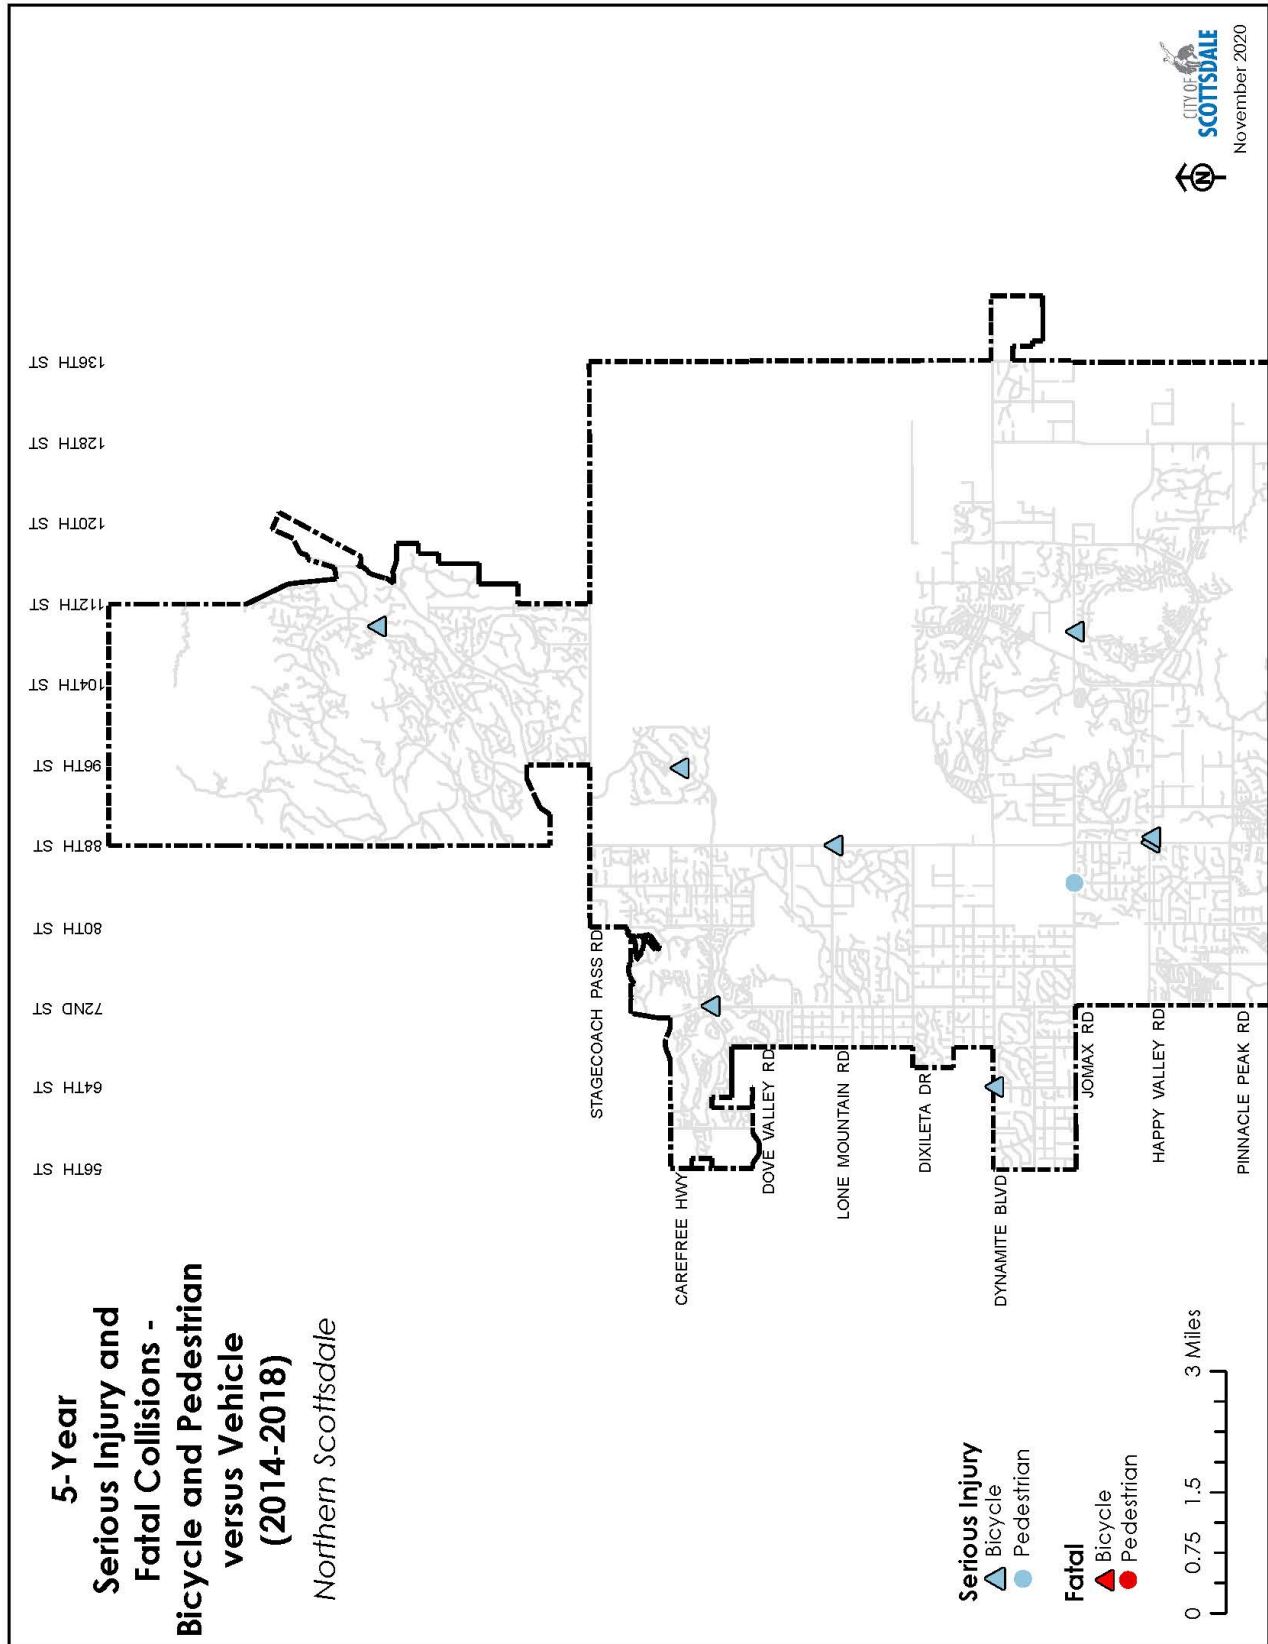 5-Year
Serious Injury and
Fatal Collisions -
Bicycle and Pedestrian
versus Vehicle
(2014-2018)
Northern Scottsdale
56TH ST
64TH ST
72ND ST
80TH ST
88TH ST
96TH ST
104TH ST
112TH ST
120TH ST
128TH ST
136TH ST
STAGECOACH PASS RD
CAREFREE HWY
DOVE VALLEY RD
LONE MOUNTAIN RD
DIXILETA DR
DYNAMITE BLVD
JOMAX RD
HAPPY VALLEY RD
PINNACLE PEAK RD
Serious Injury
Bicycle
Pedestrian
Fatal
Bicycle
Pedestrian
0 0.75 1.5 3 Miles
N
CITY OF
SCOTTSDALE
November 2020